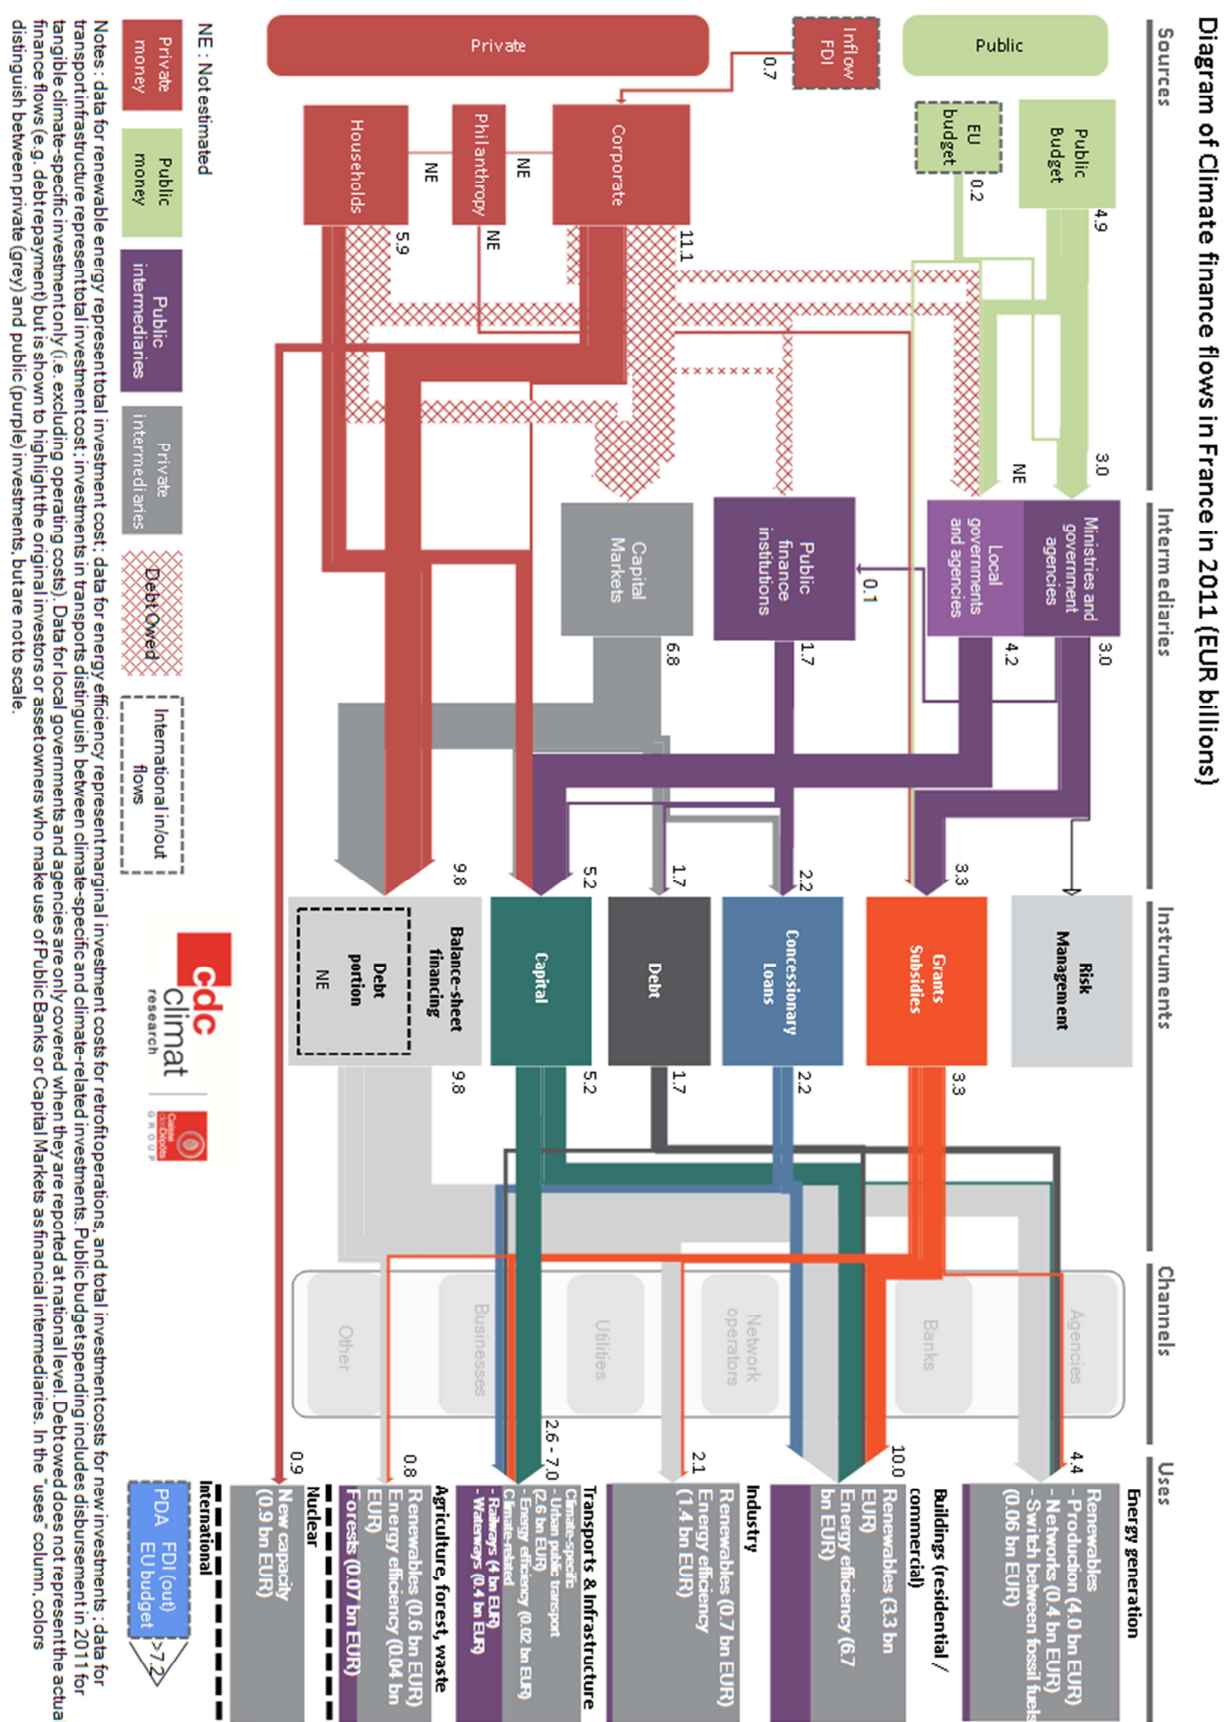 Diagram of Climate finance flows in France in 2011 (EUR billions)
Sources
Intermediaries
Instruments
Channels
Uses
Public
Inflow
FDI
Private
0.7
Public
Budget
4.9
EU
budget
0.2
Corporate
11.1
NE
Philanthropy
NE
NE
Households
5.9
3.0
NE
Ministries and
government
agencies
3.0
Local
governments
and agencies
4.2
0.1
Public
finance
institutions
1.7
Capital
Markets
6.8
Risk
Management
3.3
Grants
Subsidies
3.3
2.2
Concessionary
Loans
2.2
1.7
Debt
1.7
5.2
Capital
5.2
9.8
Balance-sheet
financing
9.8
Debt
portion
NE
Agencies
Banks
Network
operators
Utilities
Businesses
Other
4.4
Energy generation
Renewables
- Production (4.0 bn EUR)
- Networks (0.4 bn EUR)
- Switch between fossil fuels
(0.06 bn EUR)
10.0
Buildings (residential /
commercial)
Renewables (3.3 bn
EUR)
Energy efficiency (6.7
bn EUR)
2.1
Industry
Renewables (0.7 bn EUR)
Energy efficiency
(1.4 bn EUR)
2.6 - 7.0
Transports & Infrastructure
Climate-specific
- Urban public transport
(2.6 bn EUR)
- Energy efficiency (0.02 bn EUR)
Climate-related
- Railways (4 bn EUR)
- Waterways (0.4 bn EUR)
0.8
Agriculture, forest, waste
Renewables (0.6 bn EUR)
Energy efficiency (0.04 bn
EUR)
Forests (0.07 bn EUR)
0.9
Nuclear
New capacity
(0.9 bn EUR)
International
PDA FDI (out)
EU budget
>7.2
NE : Not estimated
Private
money
Public
money
Public
intermediaries
Private
intermediaries
Debt Owed
International in/out
flows
cdc
climat
research
Caisse
des Dépôts
GROUP
Notes : data for renewable energy represent total investment cost ; data for energy efficiency represent marginal investment costs for retrofit operations, and total investment costs for new investments ; data for
transport infrastructure represent total investment cost ; investments in transports distinguish between climate-specific and climate-related investments. Public budget spending includes disbursement in 2011 for
tangible climate-specific investment only (i.e. excluding operating costs). Data for local governments and agencies are only covered when they are reported at national level. Debt owed does not represent the actua
finance flows (e.g. debt repayment) but is shown to highlight the original investors or asset owners who make use of Public Banks or Capital Markets as financial intermediaries. In the "uses" column, colors
distinguish between private (grey) and public (purple) investments, but are not to scale.